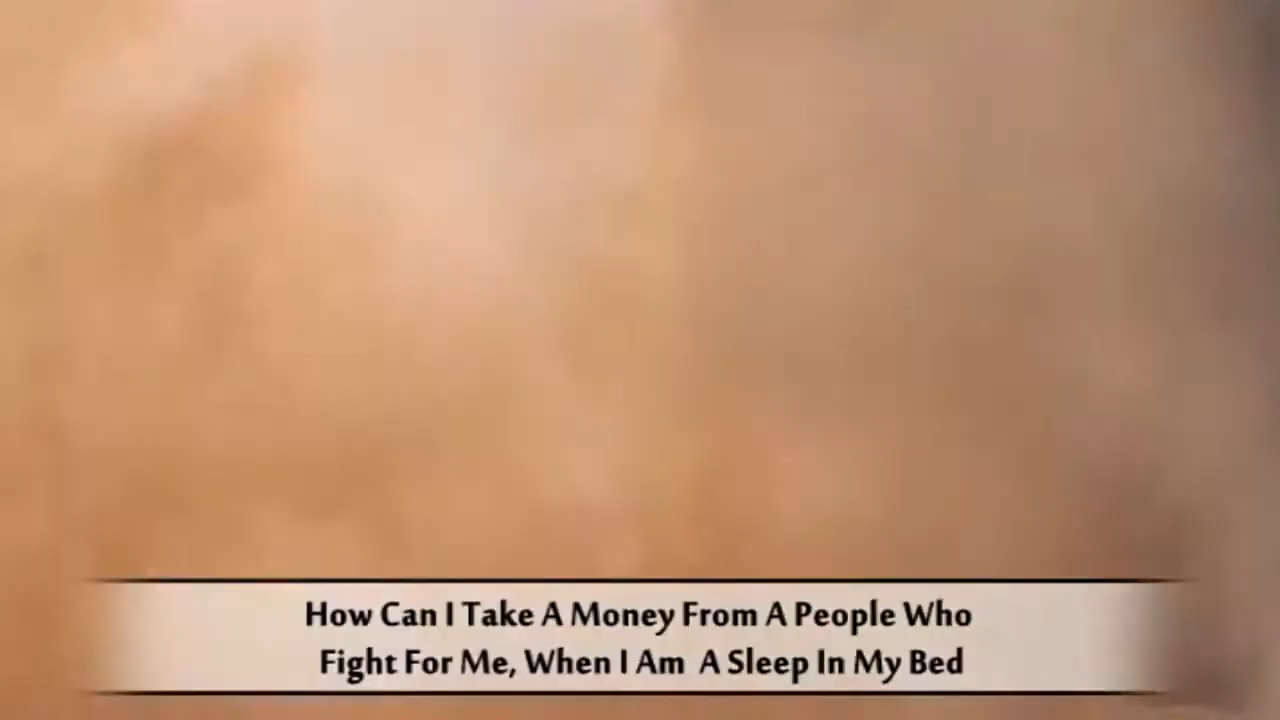 How Can I Take A Money From A People Who
Fight For Me, When I Am A Sleep In My Bed